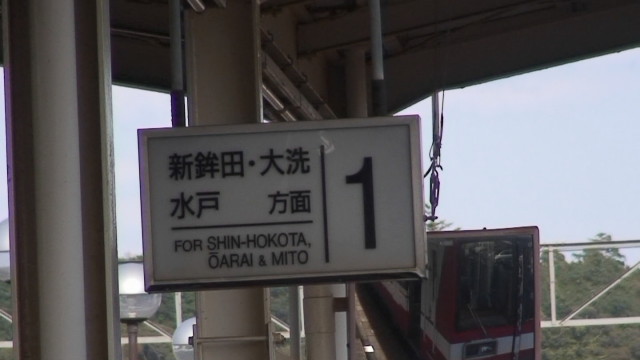 新鉾田・大洗
水戸 方面
FOR SHIN-HOKOTA,
ŌARAI & MITO
1